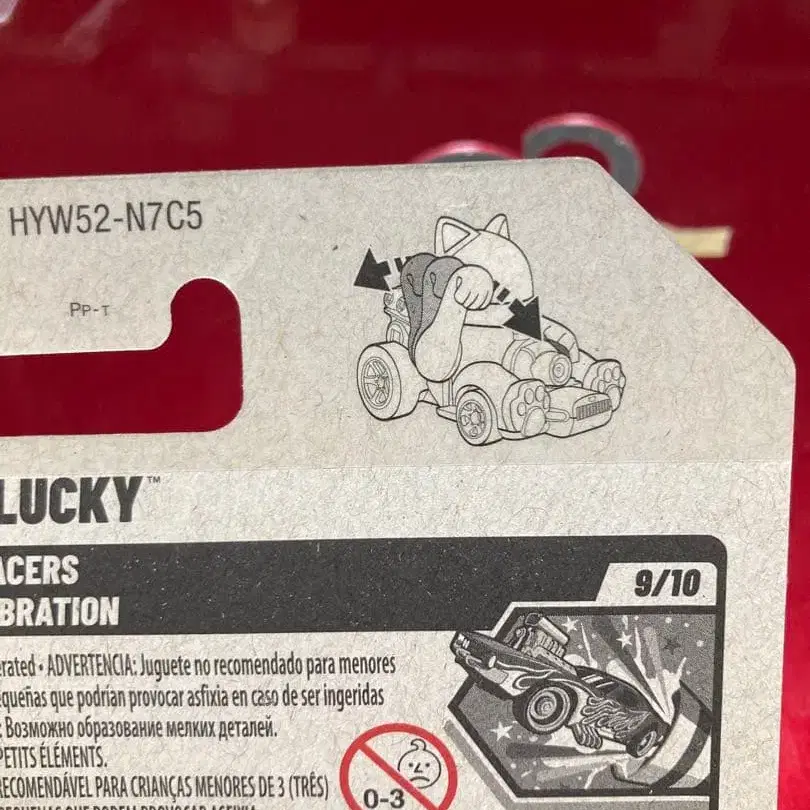 HYW52-N7C5
PP-T
LUCKY™
ACERS
BRATION
9/10
erated • ADVERTENCIA: Juguete no recomendado para menores
equeñas que podrían provocar asfixia en caso de ser ingeridas
: Возможно образование мелких деталей.
PETITS ÉLÉMENTS.
RECOMENDÁVEL PARA CRIANÇAS MENORES DE 3 (TRÊS)
0-3